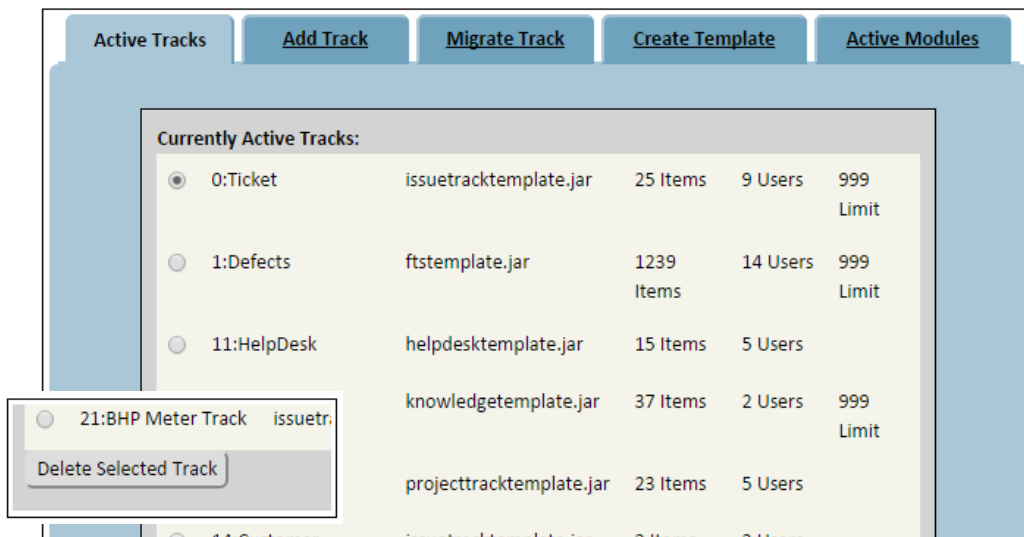 Active Tracks Add Track Migrate Track Create Template Active Modules
Currently Active Tracks:
0:Ticket issuetracktemplate.jar 25 Items 9 Users 999
Limit
1:Defects ftstemplate.jar 1239 14 Users 999
Items Limit
11:HelpDesk helpdesktemplate.jar 15 Items 5 Users
knowledgetemplate.jar 37 Items 2 Users 999
Limit
21:BHP Meter Track issuetr
Delete Selected Track
projecttracktemplate.jar 23 Items 5 Users